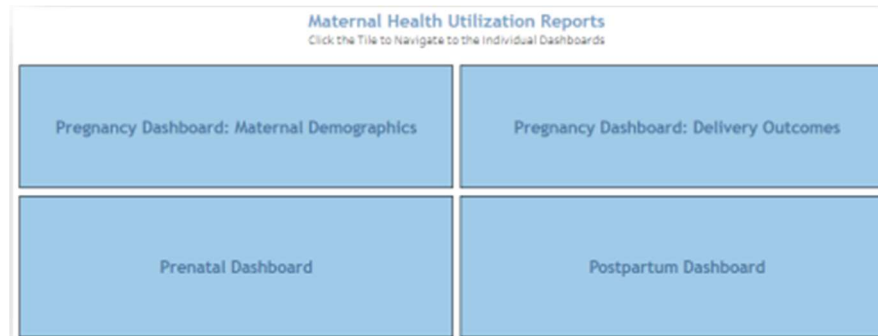 Maternal Health Utilization Reports
Click the Tile to Navigate to the Individual Dashboards
Pregnancy Dashboard: Maternal Demographics
Pregnancy Dashboard: Delivery Outcomes
Prenatal Dashboard
Postpartum Dashboard